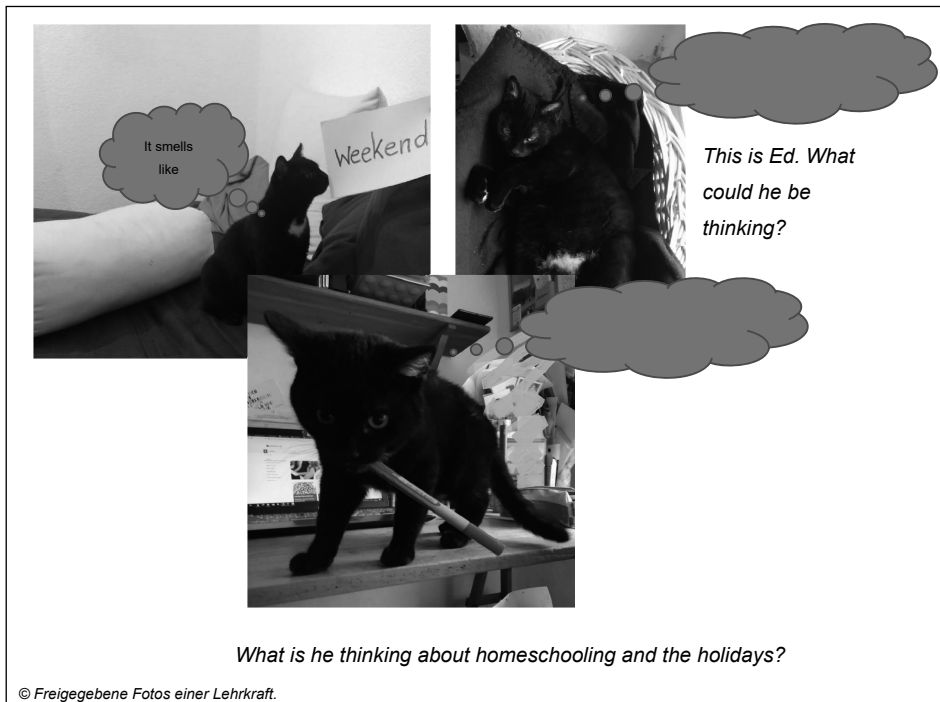 It smells
like
weekend
This is Ed. What
could he be
thinking?
What is he thinking about homeschooling and the holidays?
© Freigegebene Fotos einer Lehrkraft.